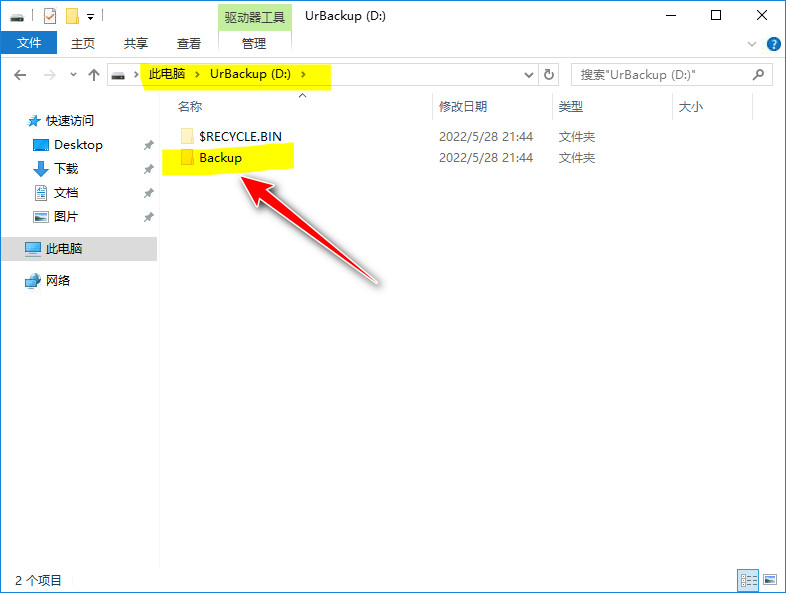 驱动器工具 UrBackup (D:)
文件 主页 共享 查看 管理
此电脑 › UrBackup (D:) › 搜索"UrBackup (D:)"
名称 修改日期 类型 大小
快速访问
Desktop
下载
文档
图片
此电脑
网络
$RECYCLE.BIN 2022/5/28 21:44 文件夹
Backup 2022/5/28 21:44 文件夹
2 个项目